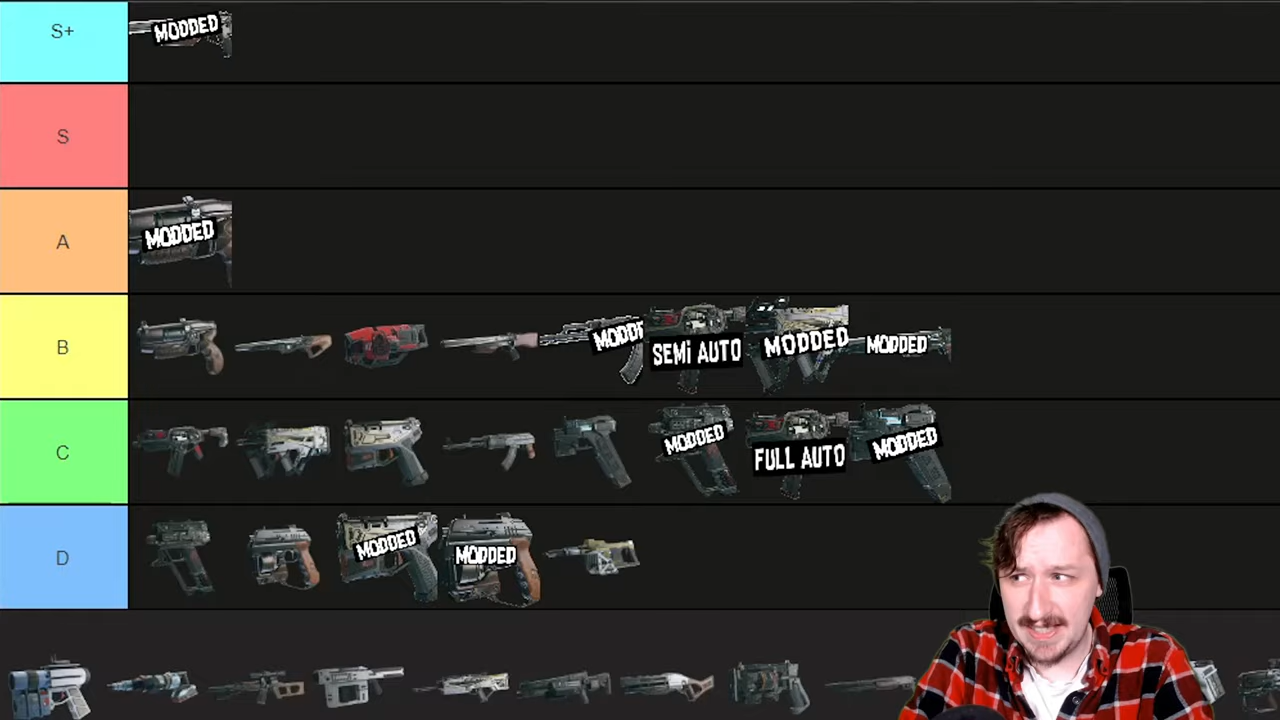 S+
MODDED
S
A
MODDED
B
MODDE
SEMi AUTO
MODDED
MODDED
C
MODDED
FULL AUTO
MODDED
D
MODDED
MODDED